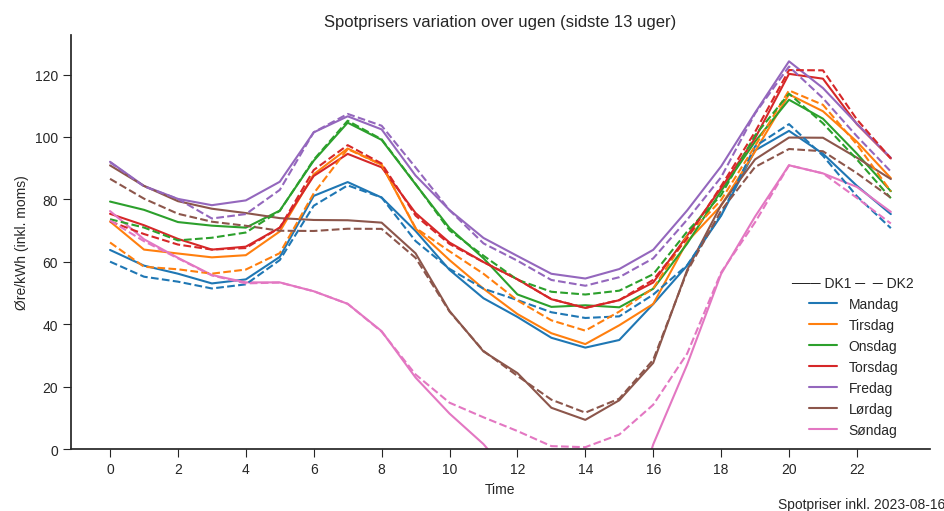 Spotprisers variation over ugen (sidste 13 uger)
Øre/kWh (inkl. moms)
120
100
80
60
40
20
0
0 2 4 6 8 10 12 14 16 18 20 22
Time
DK1 DK2
Mandag
Tirsdag
Onsdag
Torsdag
Fredag
Lørdag
Søndag
Spotpriser inkl. 2023-08-16